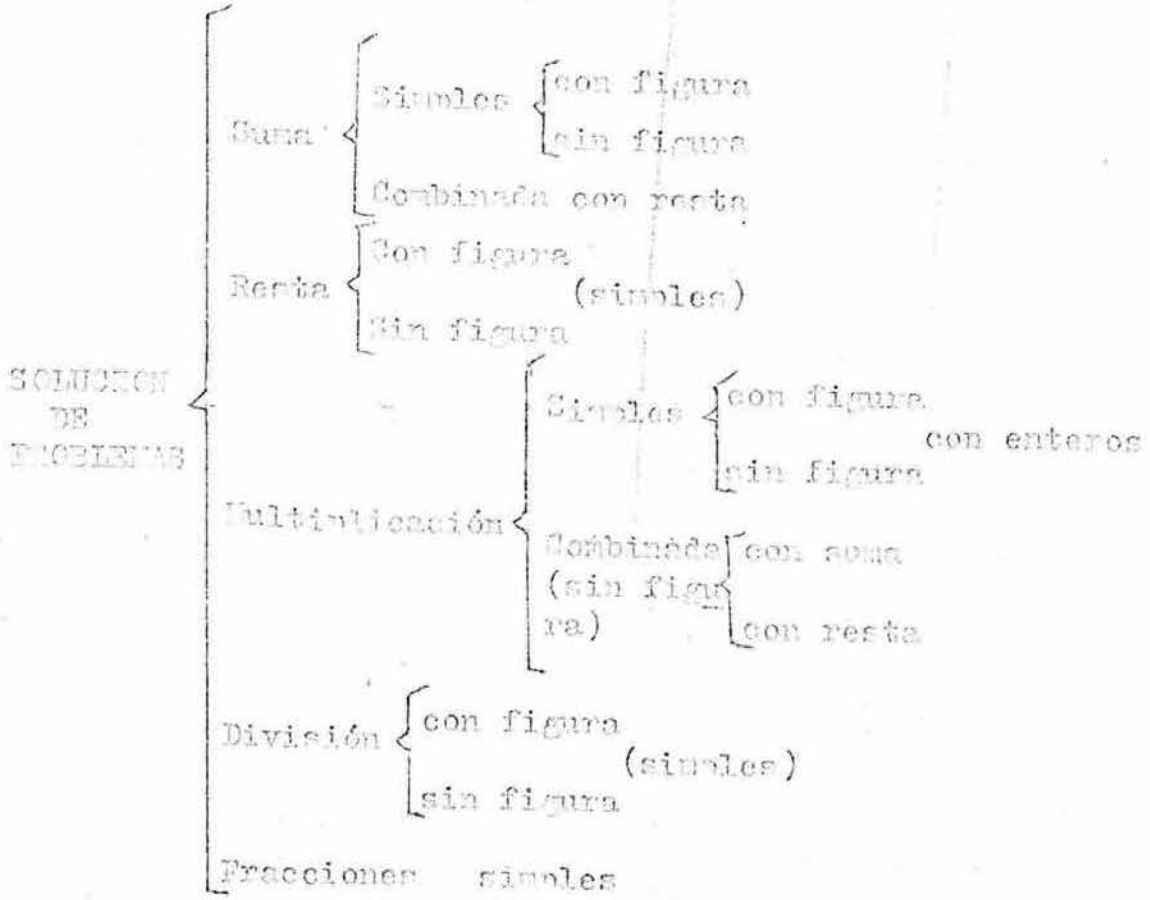 con figura
Simples
sin figura
Suma
Combinada con resta
Con figura
Resta
(simples)
Sin figura
SOLUCION
DE
PROBLEMAS
Simples
con figura
con enteros
sin figura
Multiplicación
Combinada
(sin figu
ra)
con suma
con resta
División
con figura
(simples)
sin figura
Fracciones simples